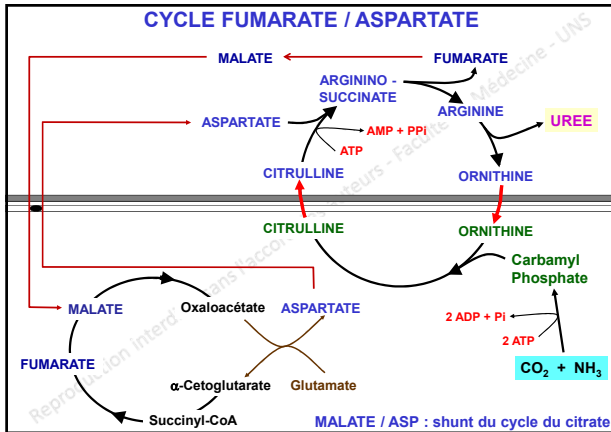 CYCLE FUMARATE / ASPARTATE
MALATE
FUMARATE
ARGININO -
SUCCINATE
ARGININE
ASPARTATE
UREE
AMP + PPi
ATP
CITRULLINE
ORNITHINE
CITRULLINE
ORNITHINE
Carbamyl
Phosphate
MALATE
Oxaloacétate
ASPARTATE
2 ADP + Pi
2 ATP
FUMARATE
α-Cetoglutarate
Glutamate
CO₂ + NH₃
Succinyl-CoA
MALATE / ASP : shunt du cycle du citrate